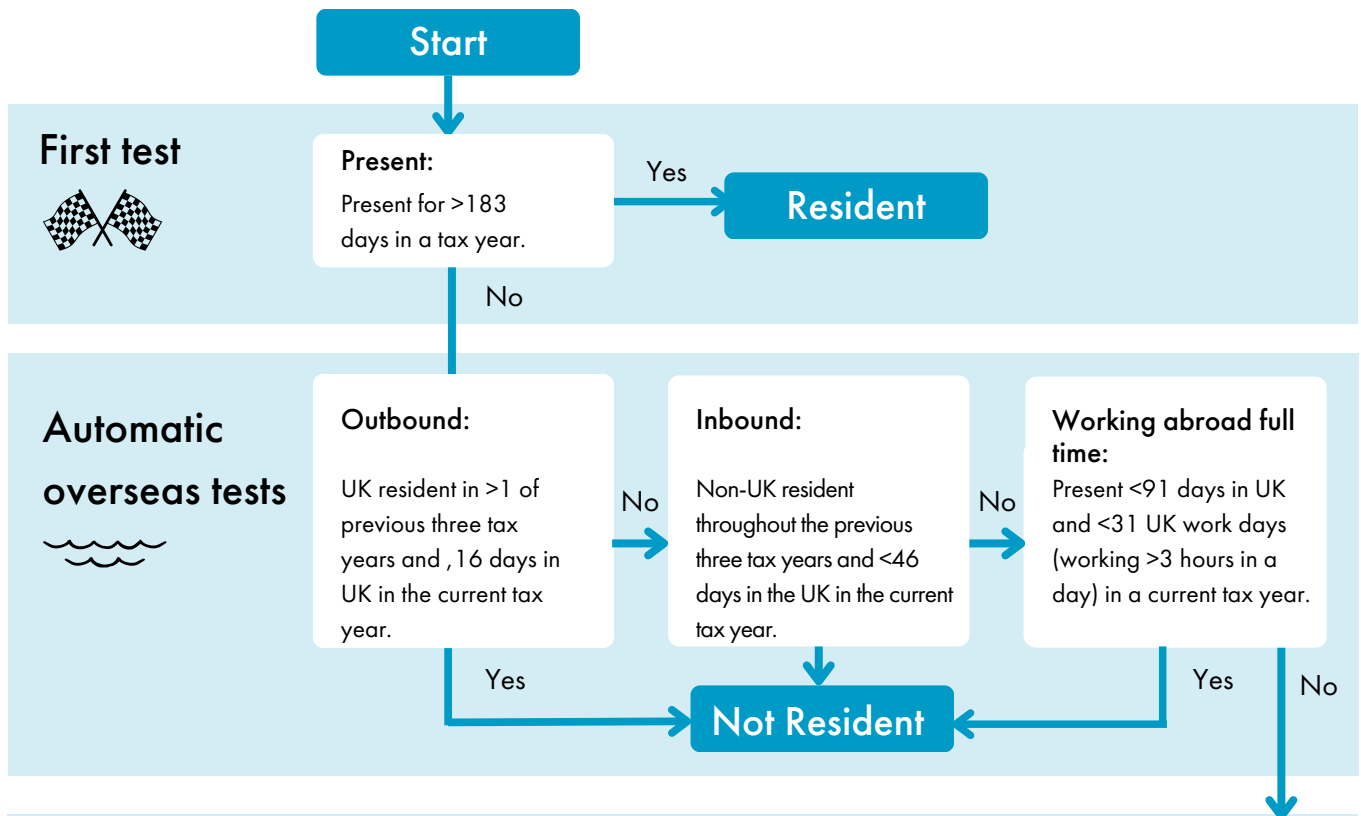 Start
First test
Present:
Present for >183
days in a tax year.
Yes
Resident
No
Automatic
overseas tests
Outbound:
UK resident in >1 of
previous three tax
years and ,16 days in
UK in the current tax
year.
No
Inbound:
Non-UK resident
throughout the previous
three tax years and <46
days in the UK in the current
tax year.
No
Working abroad full
time:
Present <91 days in UK
and <31 UK work days
(working >3 hours in a
day) in a current tax year.
Yes
Not Resident
Yes
No